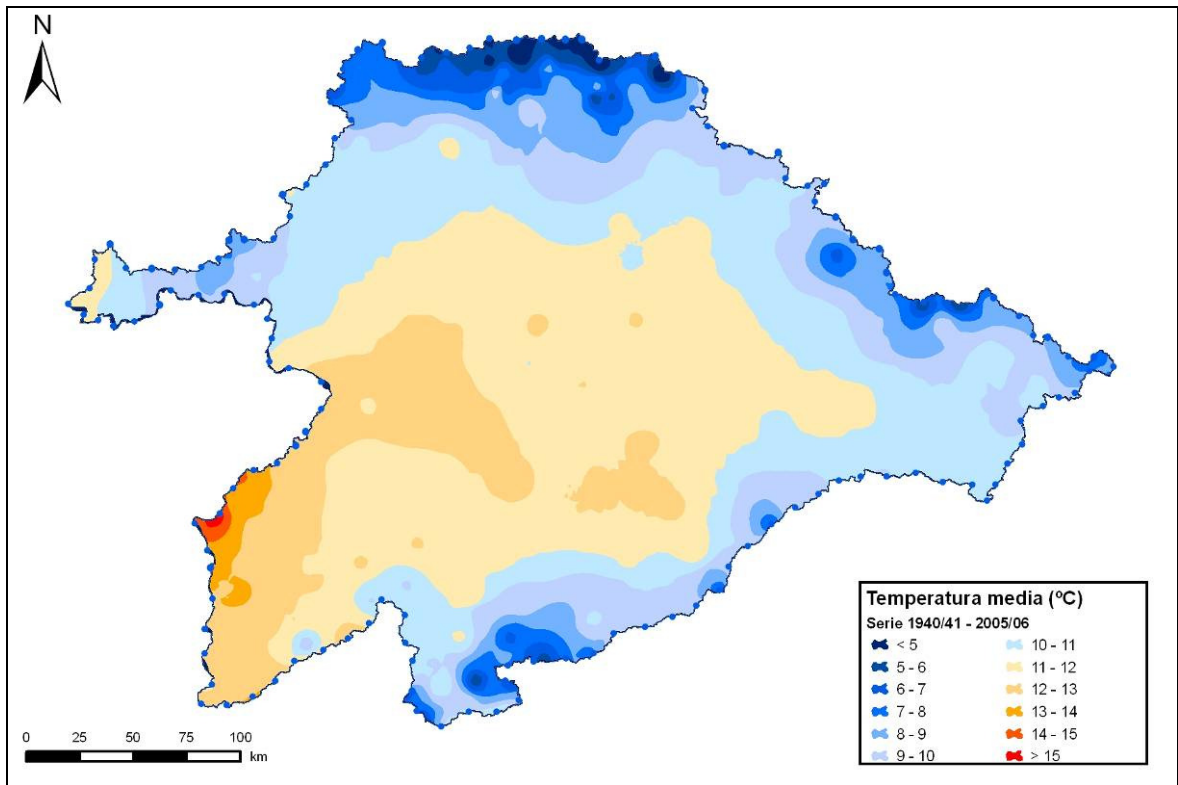 N
Temperatura media (ºC)
Serie 1940/41 - 2005/06
< 5
5 - 6
6 - 7
7 - 8
8 - 9
9 - 10
10 - 11
11 - 12
12 - 13
13 - 14
14 - 15
> 15
0 25 50 75 100
km